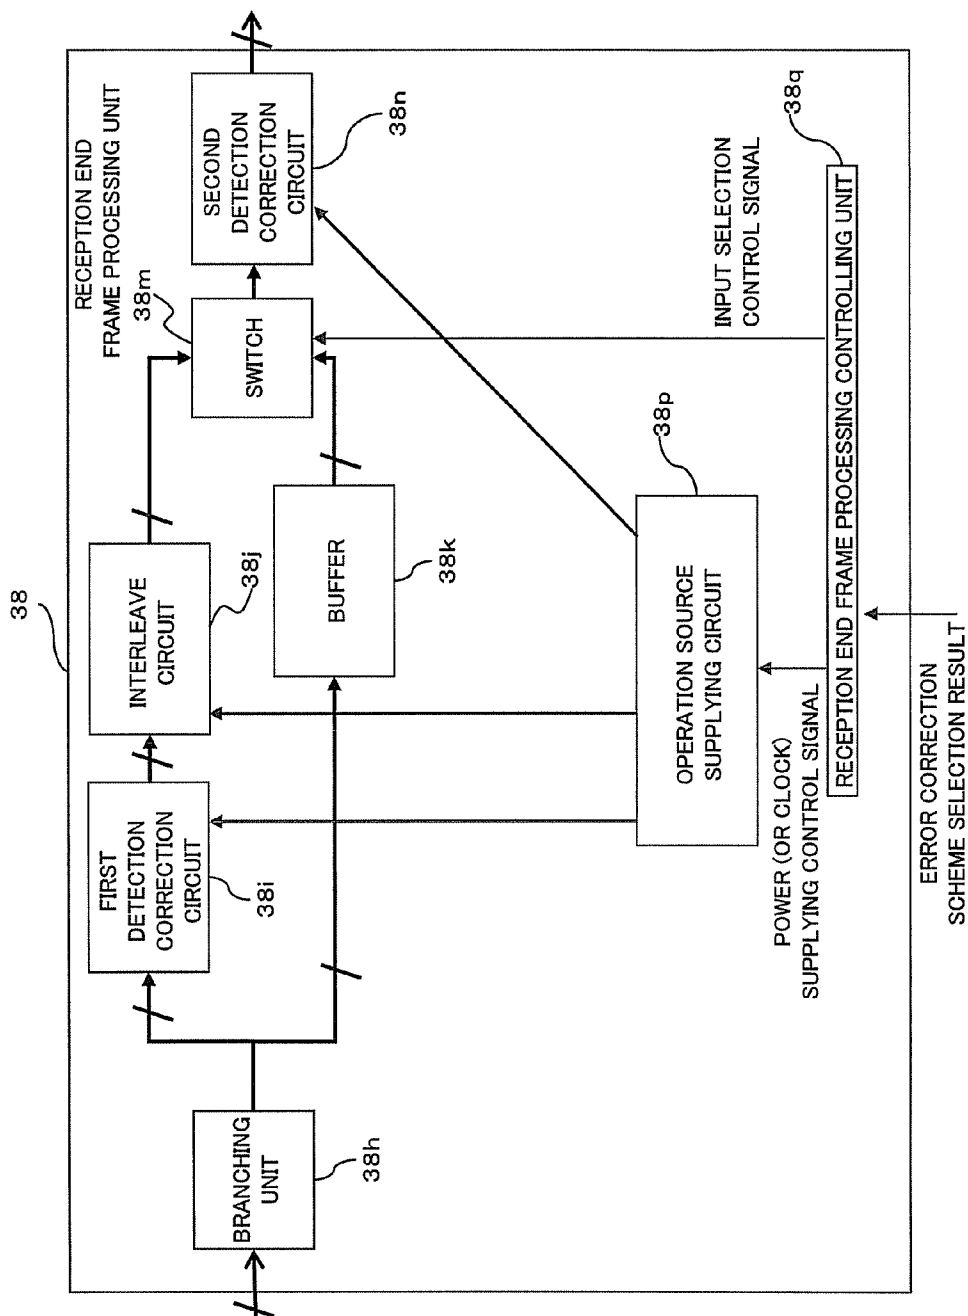 38
RECEPTION END
FRAME PROCESSING UNIT
BRANCHING
UNIT
38h
FIRST
DETECTION
CORRECTION
CIRCUIT
38i
INTERLEAVE
CIRCUIT
38j
BUFFER
38k
SWITCH
38m
SECOND
DETECTION
CORRECTION
CIRCUIT
38n
OPERATION SOURCE
SUPPLYING CIRCUIT
38p
POWER (OR CLOCK)
SUPPLYING CONTROL SIGNAL
INPUT SELECTION
CONTROL SIGNAL
RECEPTION END FRAME PROCESSING CONTROLLING UNIT
38q
ERROR CORRECTION
SCHEME SELECTION RESULT